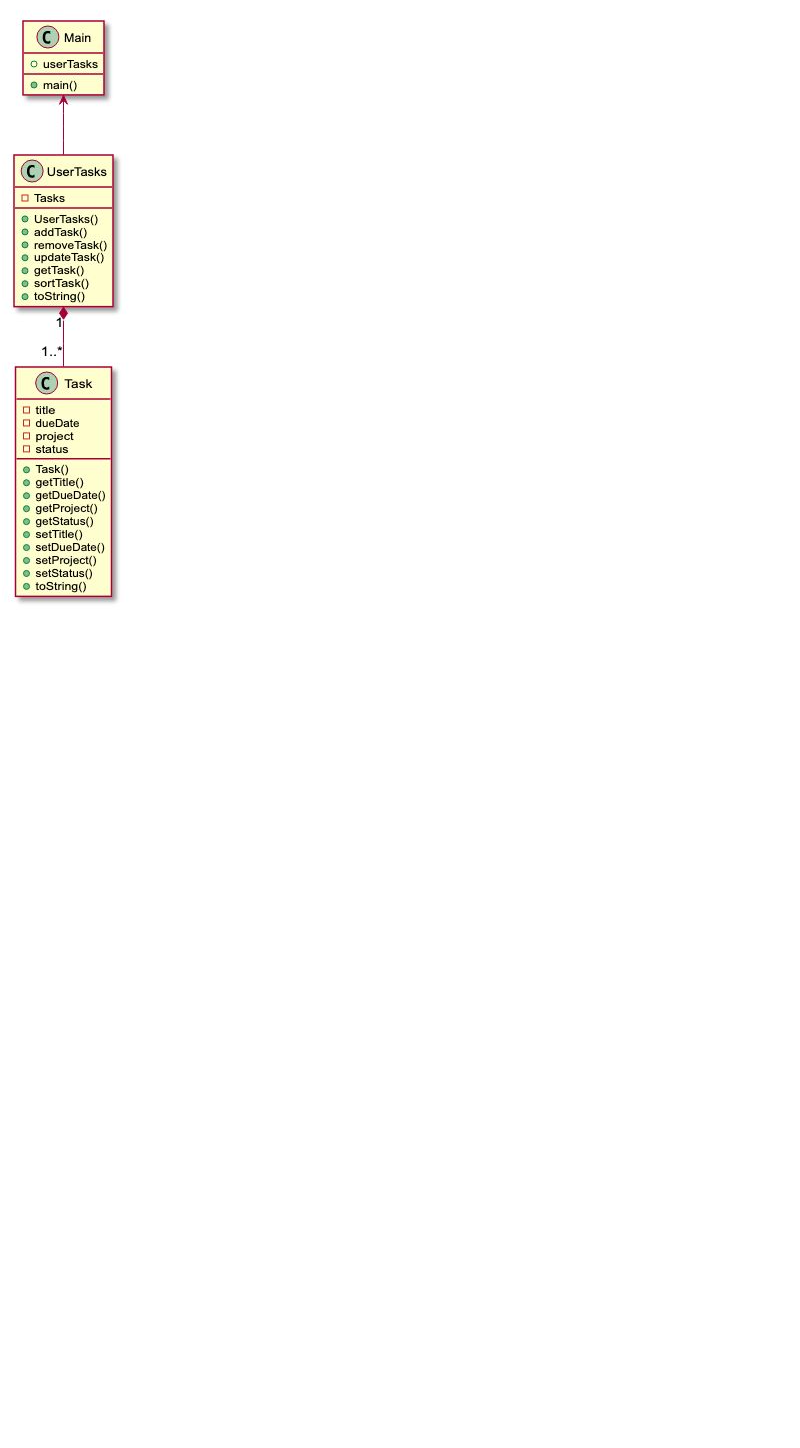 C Main
userTasks
main()
C UserTasks
Tasks
UserTasks()
addTask()
removeTask()
updateTask()
getTask()
sortTask()
toString()
1
1..*
C Task
title
dueDate
project
status
Task()
getTitle()
getDueDate()
getProject()
getStatus()
setTitle()
setDueDate()
setProject()
setStatus()
toString()